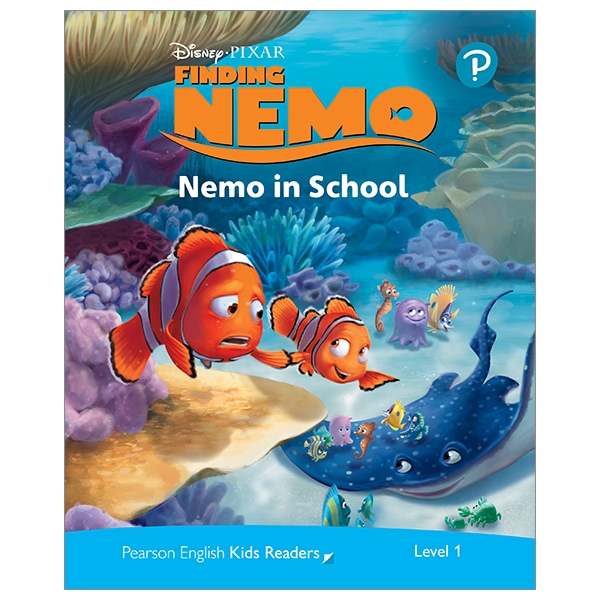 Disney·PIXAR
FINDING
NEMO
Nemo in School
P
Pearson English Kids Readers
Level 1